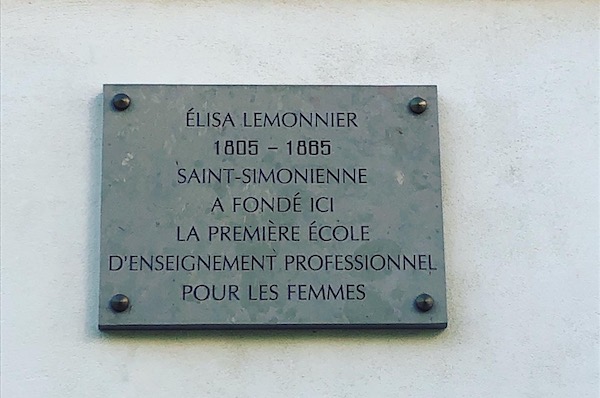 ÉLISA LEMONNIER
1805 – 1865
SAINT-SIMONIENNE
A FONDÉ ICI
LA PREMIÈRE ÉCOLE
D'ENSEIGNEMENT PROFESSIONNEL
POUR LES FEMMES